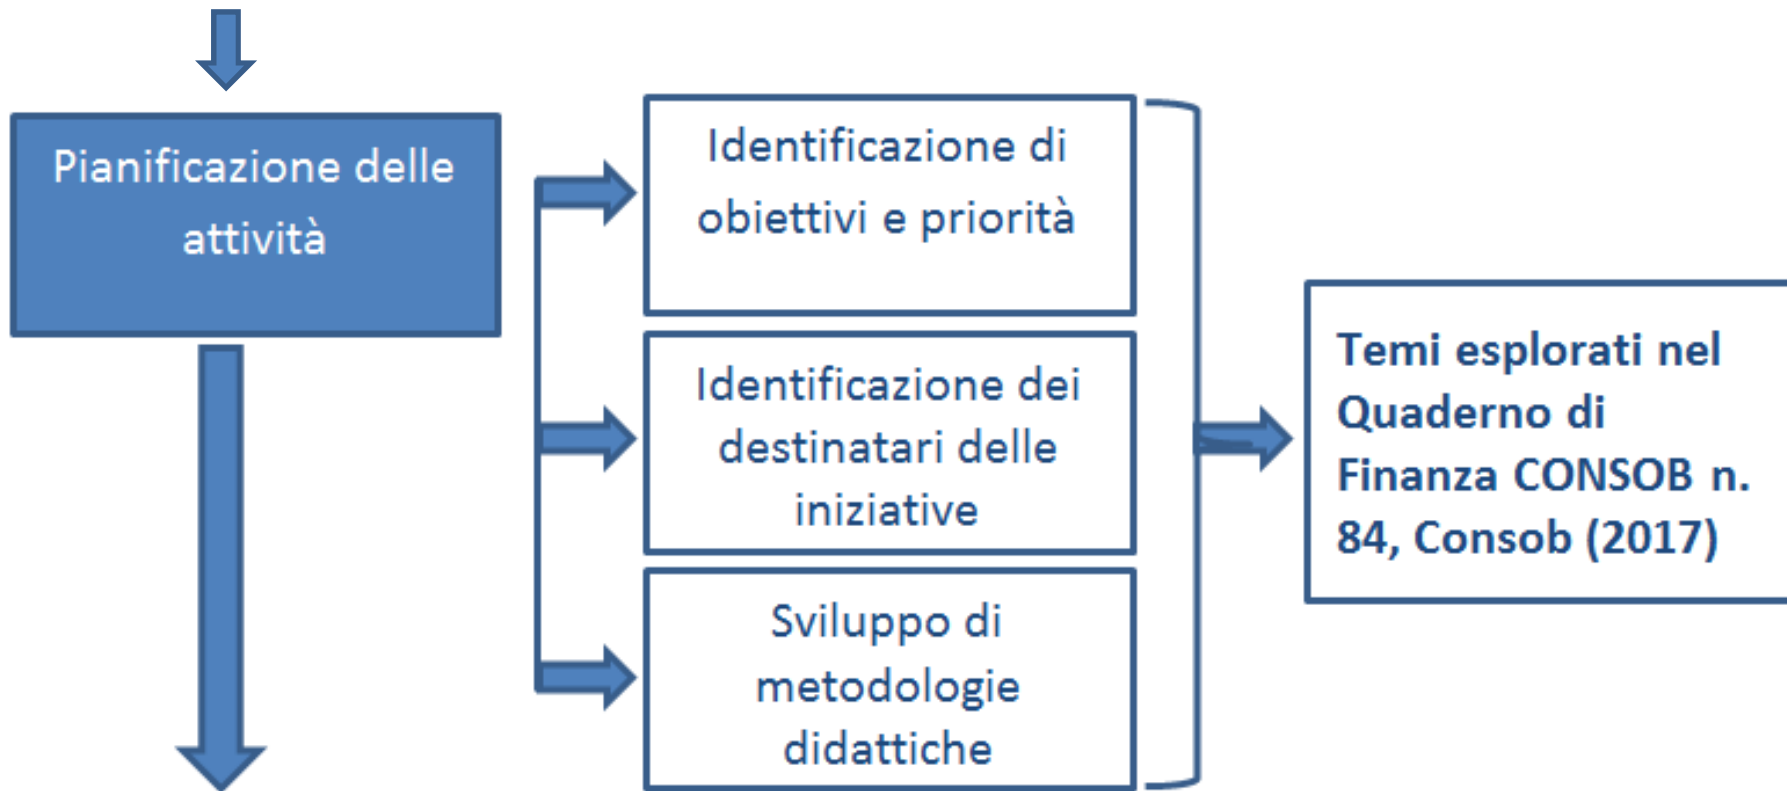 Pianificazione delle
attività
Identificazione di
obiettivi e priorità
Identificazione dei
destinatari delle
iniziative
Sviluppo di
metodologie
didattiche
Temi esplorati nel
Quaderno di
Finanza CONSOB n.
84, Consob (2017)